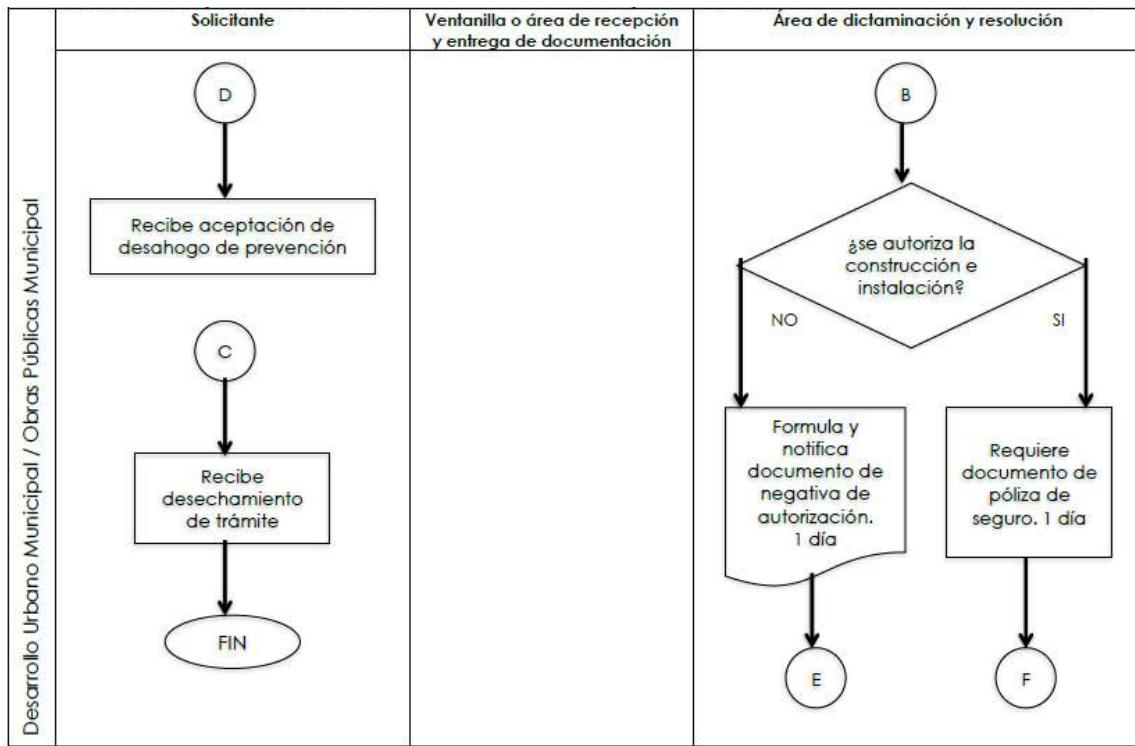 Solicitante
Ventanilla o área de recepción
y entrega de documentación
Área de dictaminación y resolución
Desarrollo Urbano Municipal / Obras Públicas Municipal
D
Recibe aceptación de
desahogo de prevención
C
Recibe
desechamiento
de trámite
FIN
B
¿se autoriza la
construcción e
instalación?
NO
SI
Formula y
notifica
documento de
negativa de
autorización.
1 día
Requiere
documento de
póliza de
seguro. 1 día
E
F